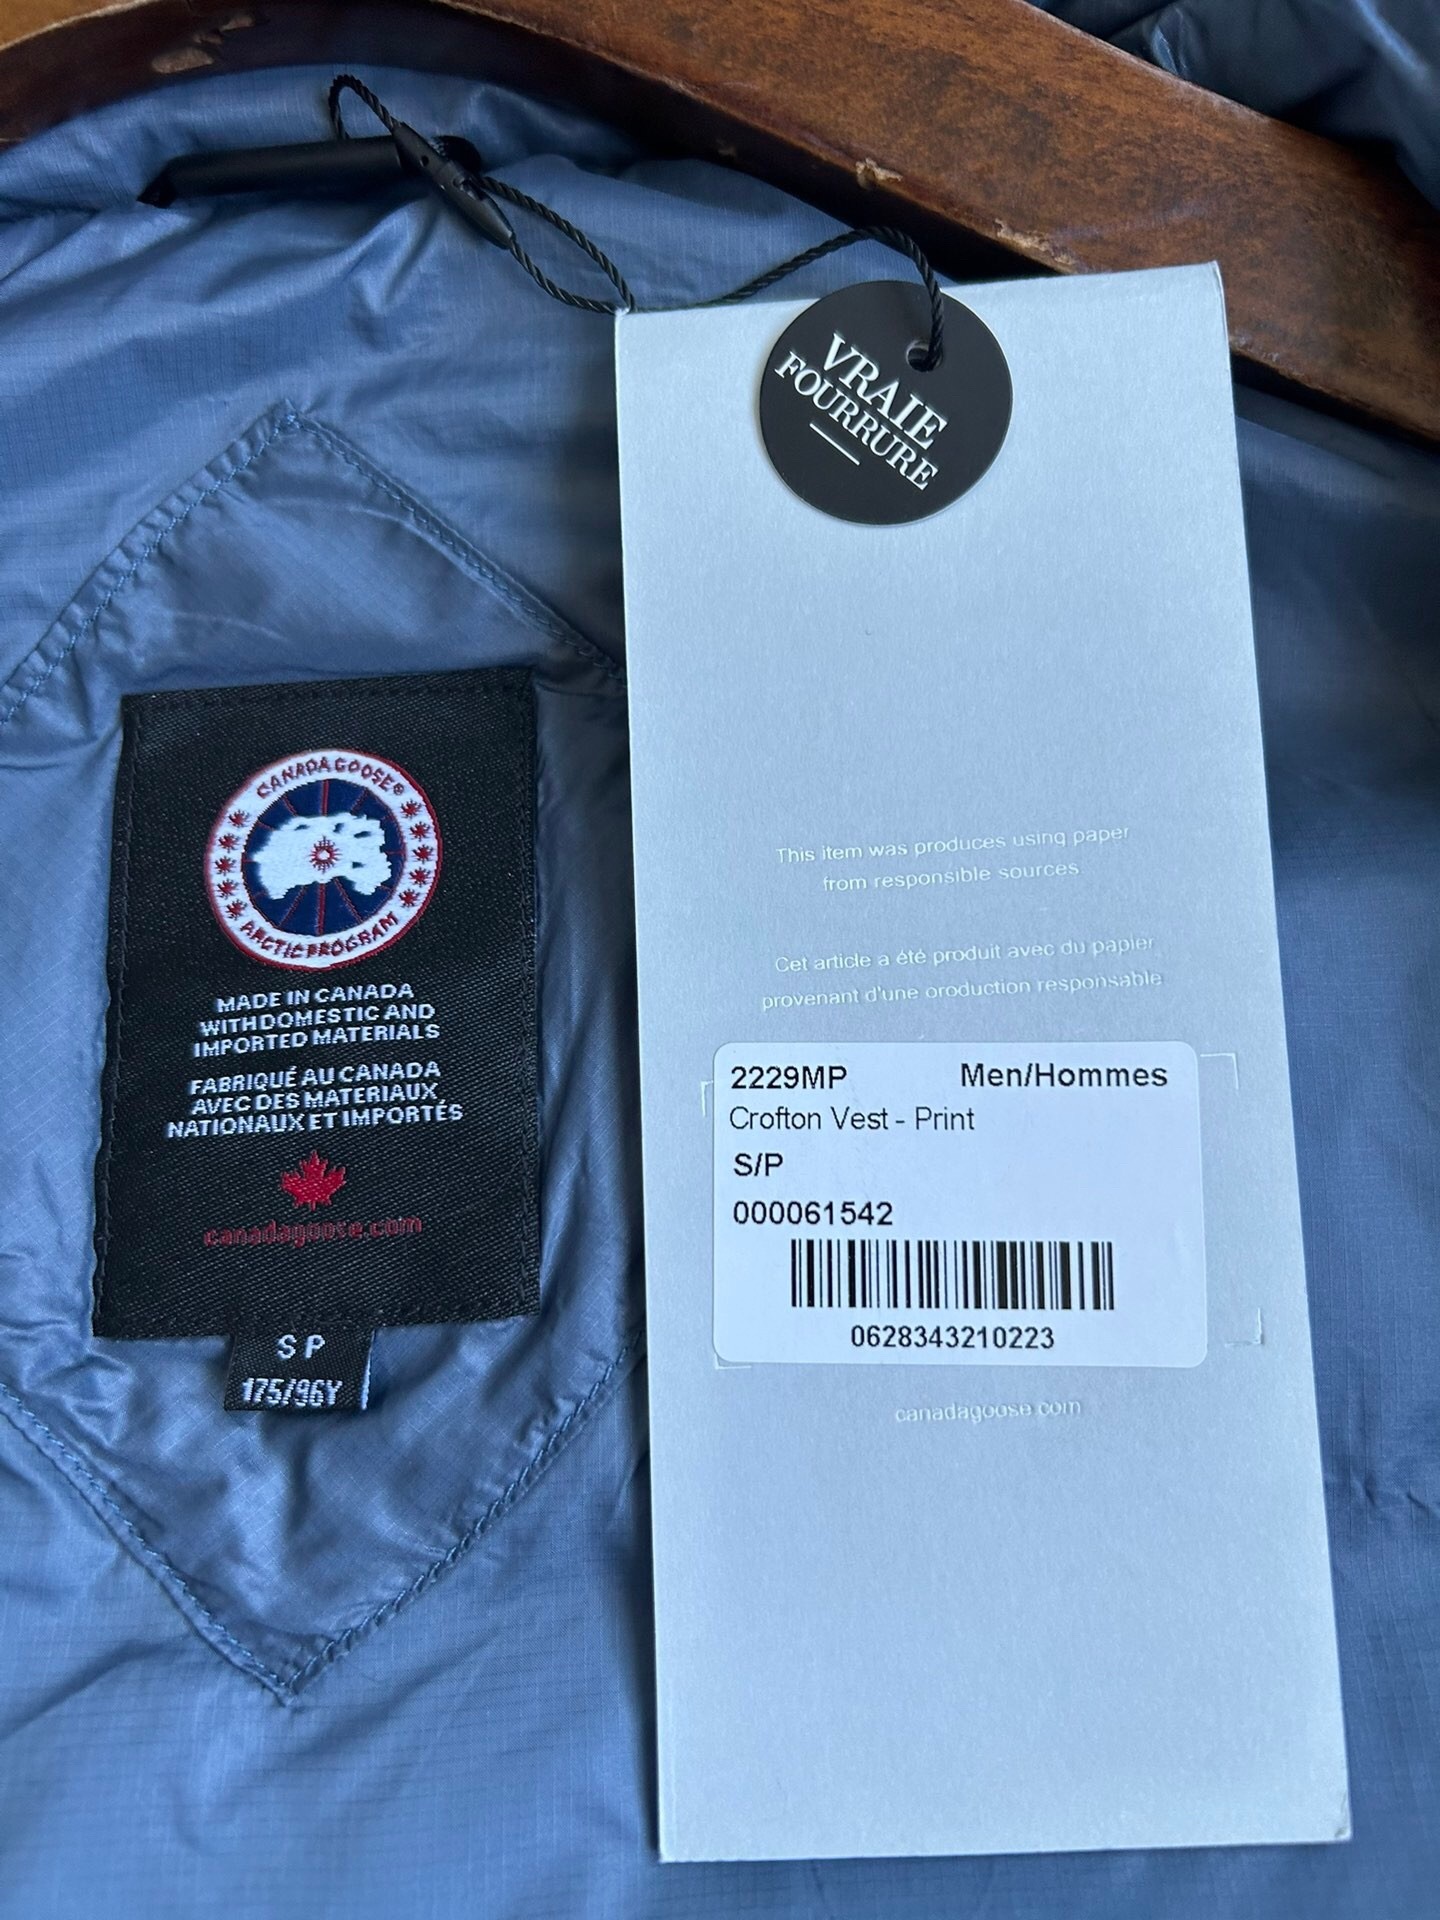 VRAIE
FOURRURE
This item was produces using paper
from responsible sources.
Cet article a été produit avec du papier
provenant d'une oroduction responsable
2229MP Men/Hommes
Crofton Vest - Print
S/P
000061542
0628343210223
canadagoose.com
CANADA GOOSE®
ARCTIC PROGRAM
MADE IN CANADA
WITH DOMESTIC AND
IMPORTED MATERIALS
FABRIQUÉ AU CANADA
AVEC DES MATERIAUX
NATIONAUX ET IMPORTÉS
canadagoose.com
S P
175/96Y